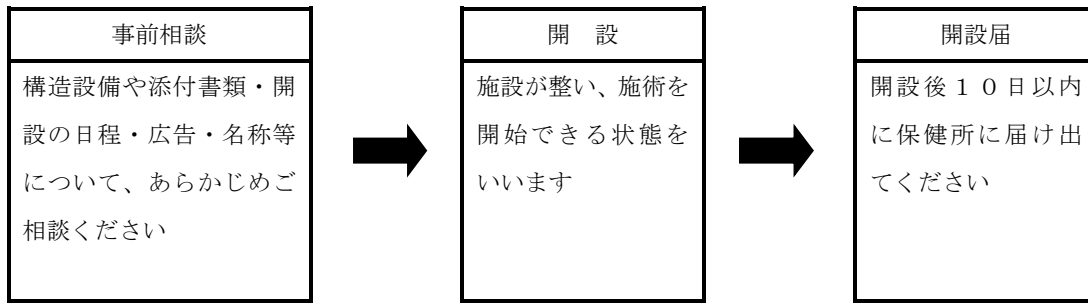 事前相談
構造設備や添付書類・開
設の日程・広告・名称等
について、あらかじめご
相談ください
開　設
施設が整い、施術を
開始できる状態を
いいます
開設届
開設後１０日以内
に保健所に届け出
てください